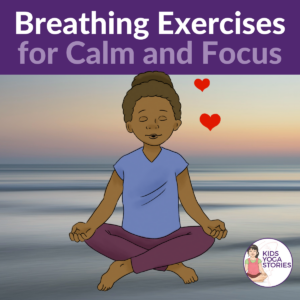 Breathing Exercises
for Calm and Focus
KIDS
YOGA
STORIES